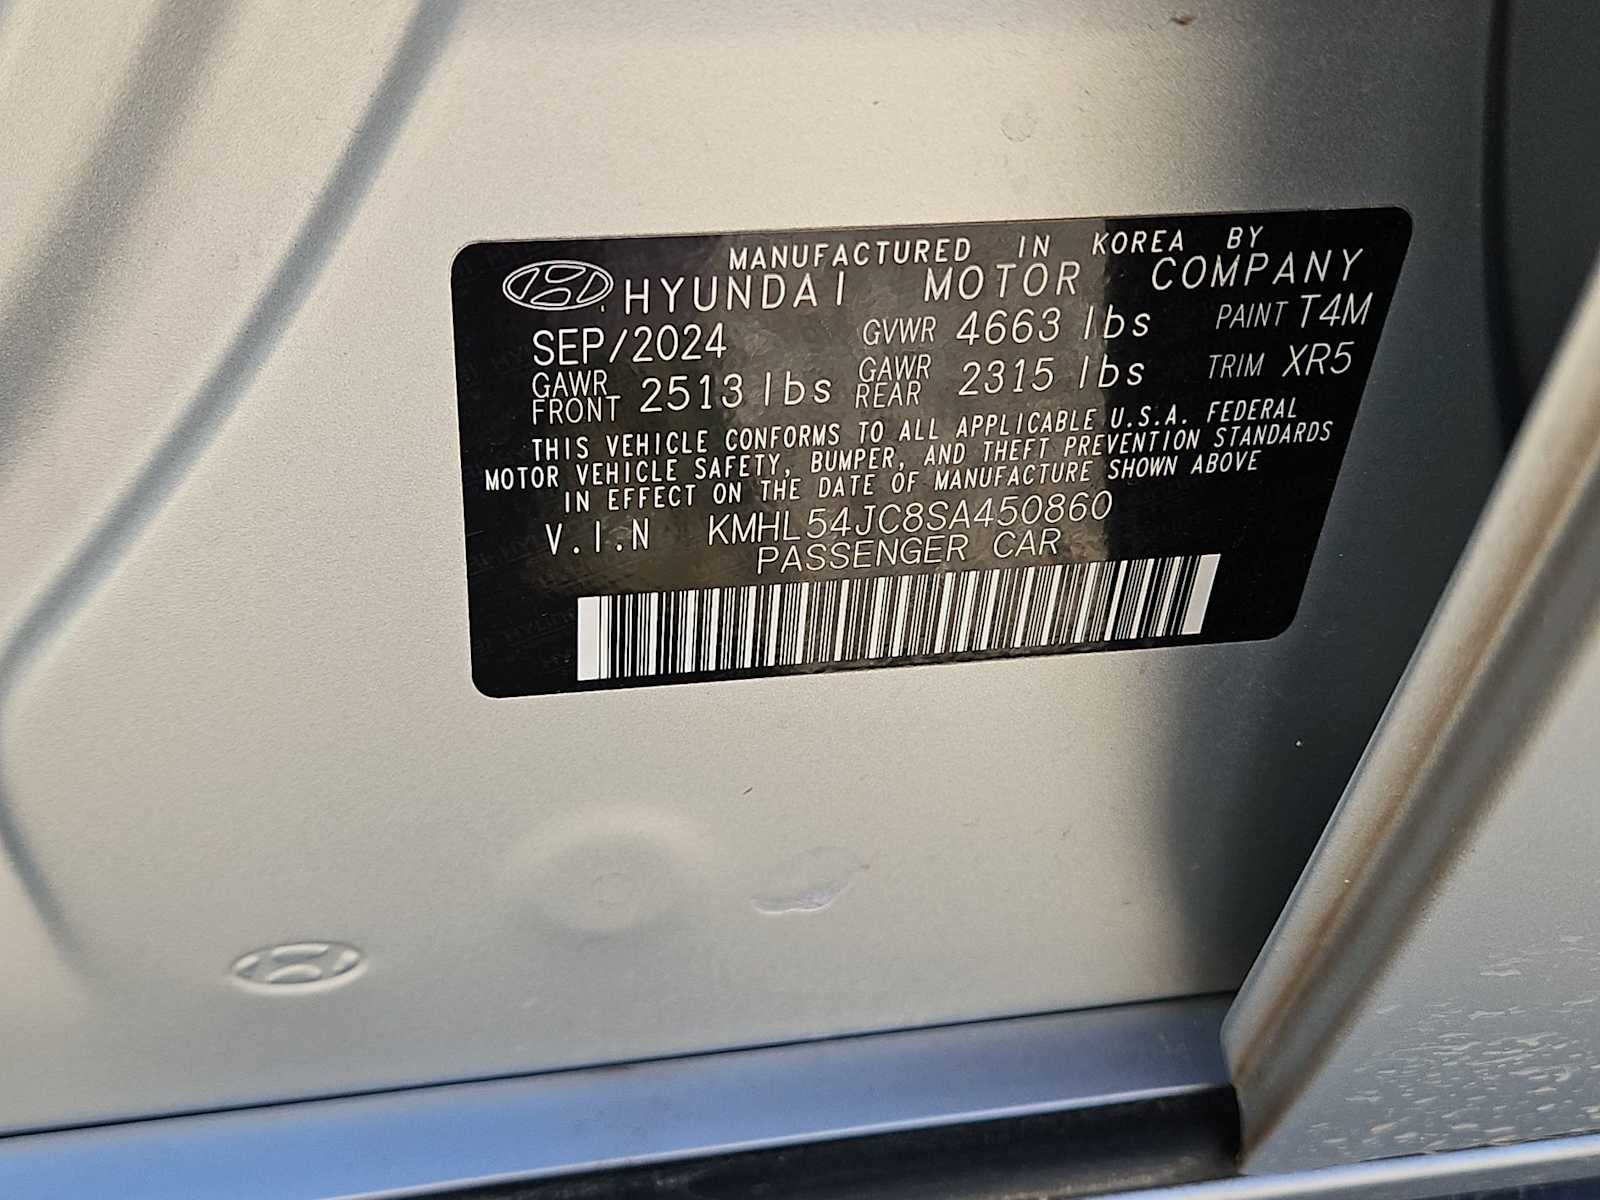 MANUFACTURED IN KOREA BY
HYUNDAI MOTOR COMPANY
SEP/2024 GVWR 4663 lbs PAINT T4M
GAWR FRONT 2513 lbs GAWR REAR 2315 lbs TRIM XR5
THIS VEHICLE CONFORMS TO ALL APPLICABLE U.S.A. FEDERAL
MOTOR VEHICLE SAFETY, BUMPER, AND THEFT PREVENTION STANDARDS
IN EFFECT ON THE DATE OF MANUFACTURE SHOWN ABOVE
V.I.N KMHL54JC8SA450860
PASSENGER CAR